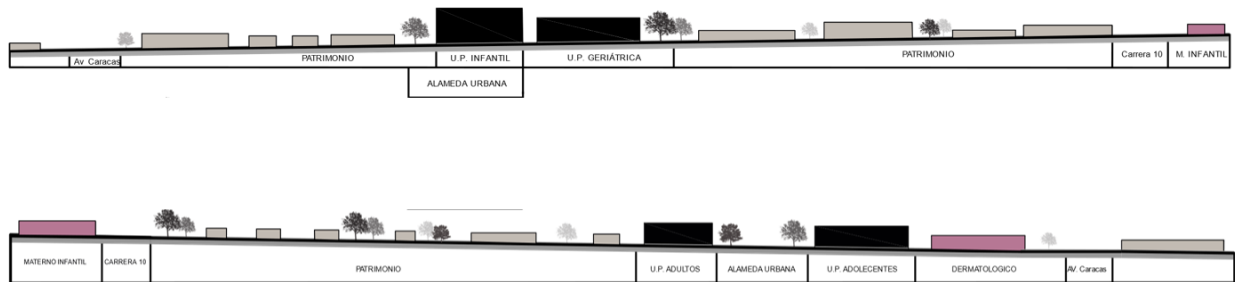 Av. Caracas
PATRIMONIO
U.P. INFANTIL
U.P. GERIÁTRICA
PATRIMONIO
Carrera 10
M. INFANTIL
ALAMEDA URBANA
MATERNO INFANTIL
CARRERA 10
PATRIMONIO
U.P. ADULTOS
ALAMEDA URBANA
U.P. ADOLECENTES
DERMATOLOGICO
AV. Caracas